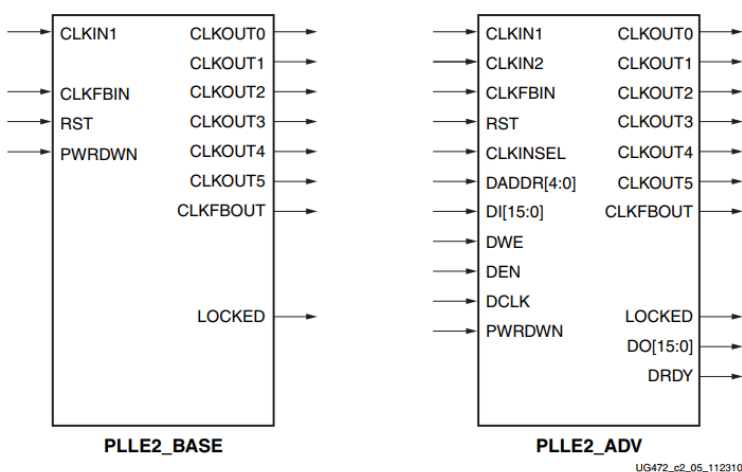 CLKIN1 CLKOUT0
CLKOUT1
CLKFBIN CLKOUT2
RST CLKOUT3
PWRDWN CLKOUT4
CLKOUT5
CLKFBOUT
LOCKED
PLLE2_BASE
CLKIN1 CLKOUT0
CLKIN2 CLKOUT1
CLKFBIN CLKOUT2
RST CLKOUT3
CLKINSEL CLKOUT4
DADDR[4:0] CLKOUT5
DI[15:0] CLKFBOUT
DWE
DEN
DCLK LOCKED
PWRDWN DO[15:0]
DRDY
PLLE2_ADV
UG472_c2_05_112310